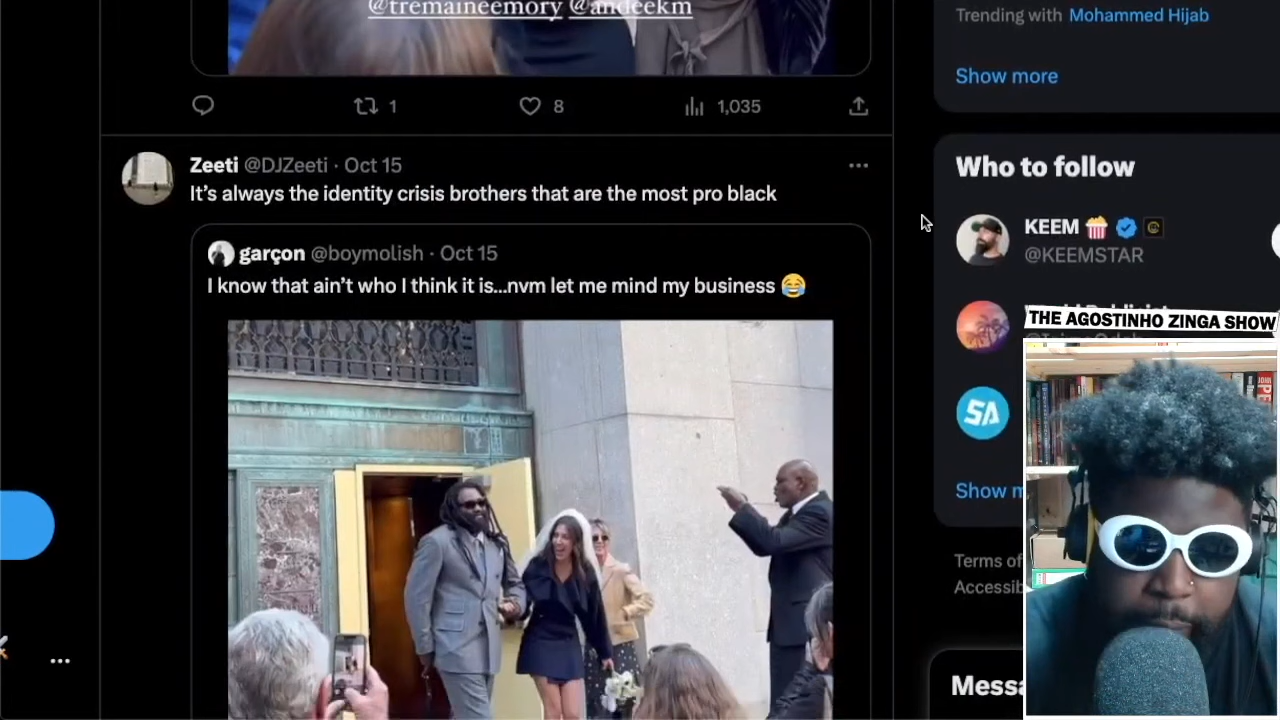 @tremaineemory @andeekm
1
8
1,035
Zeeti @DJZeeti · Oct 15
It's always the identity crisis brothers that are the most pro black
garçon @boymolish · Oct 15
I know that ain't who I think it is...nvm let me mind my business 😂
Trending with Mohammed Hijab
Show more
Who to follow
KEEM 🍿
@KEEMSTAR
THE AGOSTINHO ZINGA SHOW
SA
Show m
Terms of
Accessib
Messa